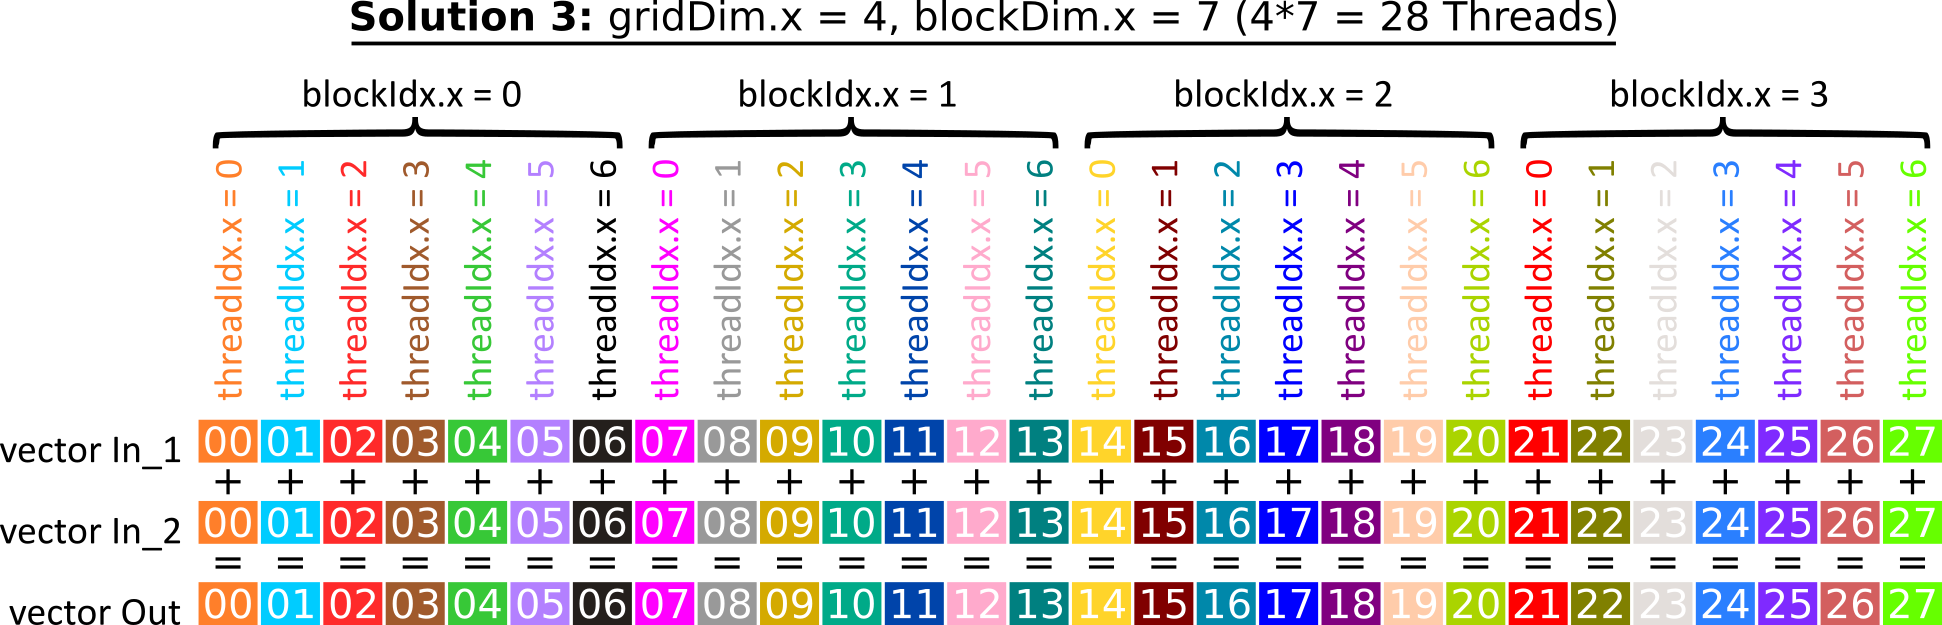 Solution 3: gridDim.x = 4, blockDim.x = 7 (4*7 = 28 Threads)
blockIdx.x = 0 blockIdx.x = 1 blockIdx.x = 2 blockIdx.x = 3
threadIdx.x = 0
threadIdx.x = 1
threadIdx.x = 2
threadIdx.x = 3
threadIdx.x = 4
threadIdx.x = 5
threadIdx.x = 6
threadIdx.x = 0
threadIdx.x = 1
threadIdx.x = 2
threadIdx.x = 3
threadIdx.x = 4
threadIdx.x = 5
threadIdx.x = 6
threadIdx.x = 0
threadIdx.x = 1
threadIdx.x = 2
threadIdx.x = 3
threadIdx.x = 4
threadIdx.x = 5
threadIdx.x = 6
threadIdx.x = 0
threadIdx.x = 1
threadIdx.x = 2
threadIdx.x = 3
threadIdx.x = 4
threadIdx.x = 5
threadIdx.x = 6
vector In_1 00 01 02 03 04 05 06 07 08 09 10 11 12 13 14 15 16 17 18 19 20 21 22 23 24 25 26 27
+ + + + + + + + + + + + + + + + + + + + + + + + + + + +
vector In_2 00 01 02 03 04 05 06 07 08 09 10 11 12 13 14 15 16 17 18 19 20 21 22 23 24 25 26 27
= = = = = = = = = = = = = = = = = = = = = = = = = = = =
vector Out 00 01 02 03 04 05 06 07 08 09 10 11 12 13 14 15 16 17 18 19 20 21 22 23 24 25 26 27